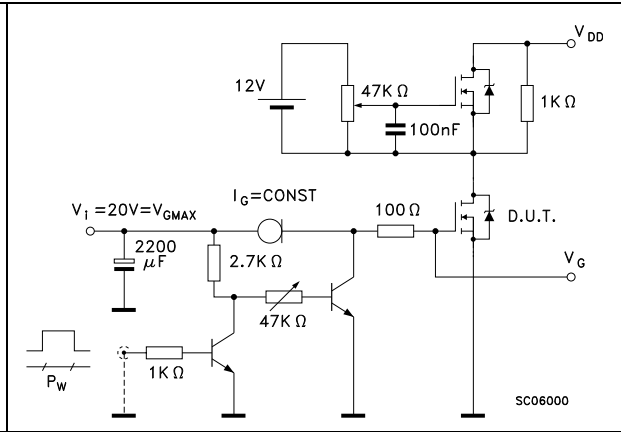 V DD
12V
47K Ω
1K Ω
100nF
I G =CONST
V i =20V=V GMAX
100 Ω
D.U.T.
2200
μF
2.7K Ω
V G
47K Ω
1K Ω
P W
SC06000